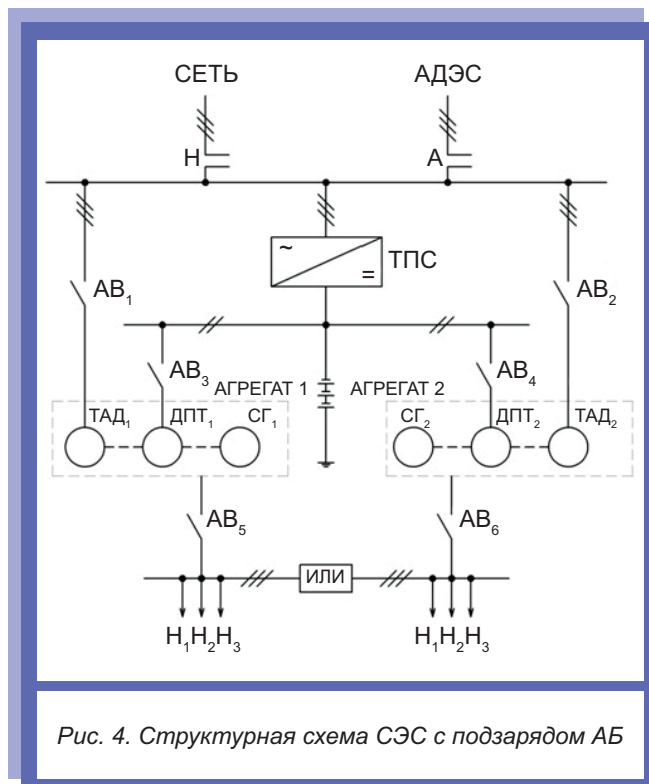 СЕТЬ АДЭС
Н А
~ = ТПС
АВ₁ АВ₂
АВ₃ АГРЕГАТ 1 АГРЕГАТ 2 АВ₄
ТАД₁ ДПТ₁ СГ₁ СГ₂ ДПТ₂ ТАД₂
АВ₅ АВ₆
ИЛИ
Н₁Н₂Н₃ Н₁Н₂Н₃
Рис. 4. Структурная схема СЭС с подзарядом АБ